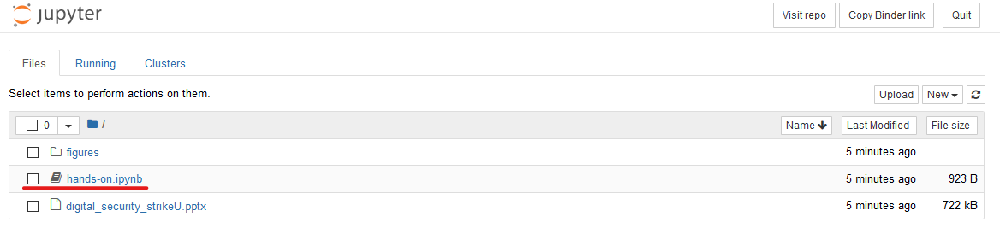 jupyter Visit repo Copy Binder link Quit
Files Running Clusters
Select items to perform actions on them. Upload New
0 / Name Last Modified File size
figures 5 minutes ago
hands-on.ipynb 5 minutes ago 923 B
digital_security_strikeU.pptx 5 minutes ago 722 kB